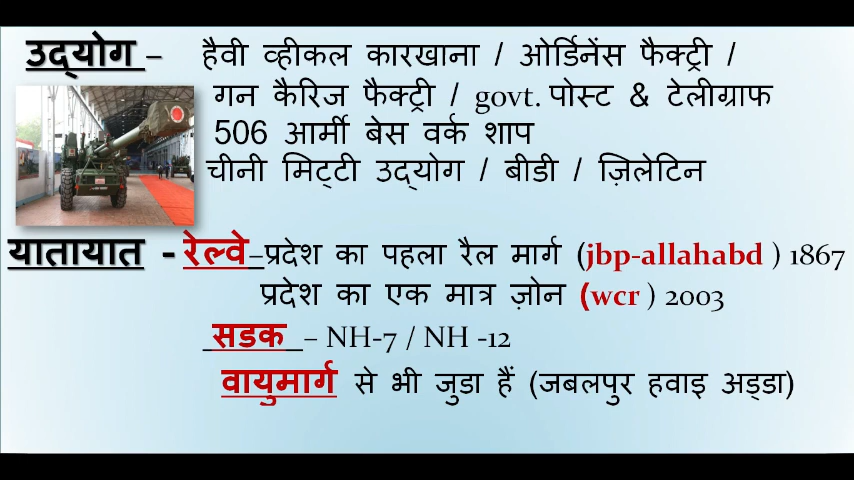 उद्योग – हैवी व्हीकल कारखाना / ओर्डिनेंस फैक्ट्री /
गन कैरिज फैक्ट्री / govt. पोस्ट & टेलीग्राफ
506 आर्मी बेस वर्क शाप
चीनी मिट्टी उद्योग / बीडी / ज़िलेटिन
यातायात - रेल्वे–प्रदेश का पहला रैल मार्ग (jbp-allahabd ) 1867
प्रदेश का एक मात्र ज़ोन (wcr ) 2003
सडक – NH-7 / NH -12
वायुमार्ग से भी जुडा हैं (जबलपुर हवाइ अड्डा)